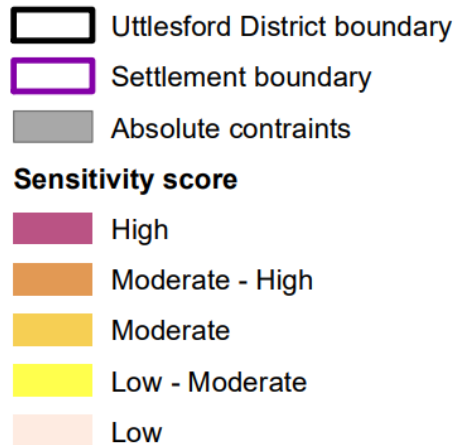 Uttlesford District boundary
Settlement boundary
Absolute contraints
Sensitivity score
High
Moderate - High
Moderate
Low - Moderate
Low